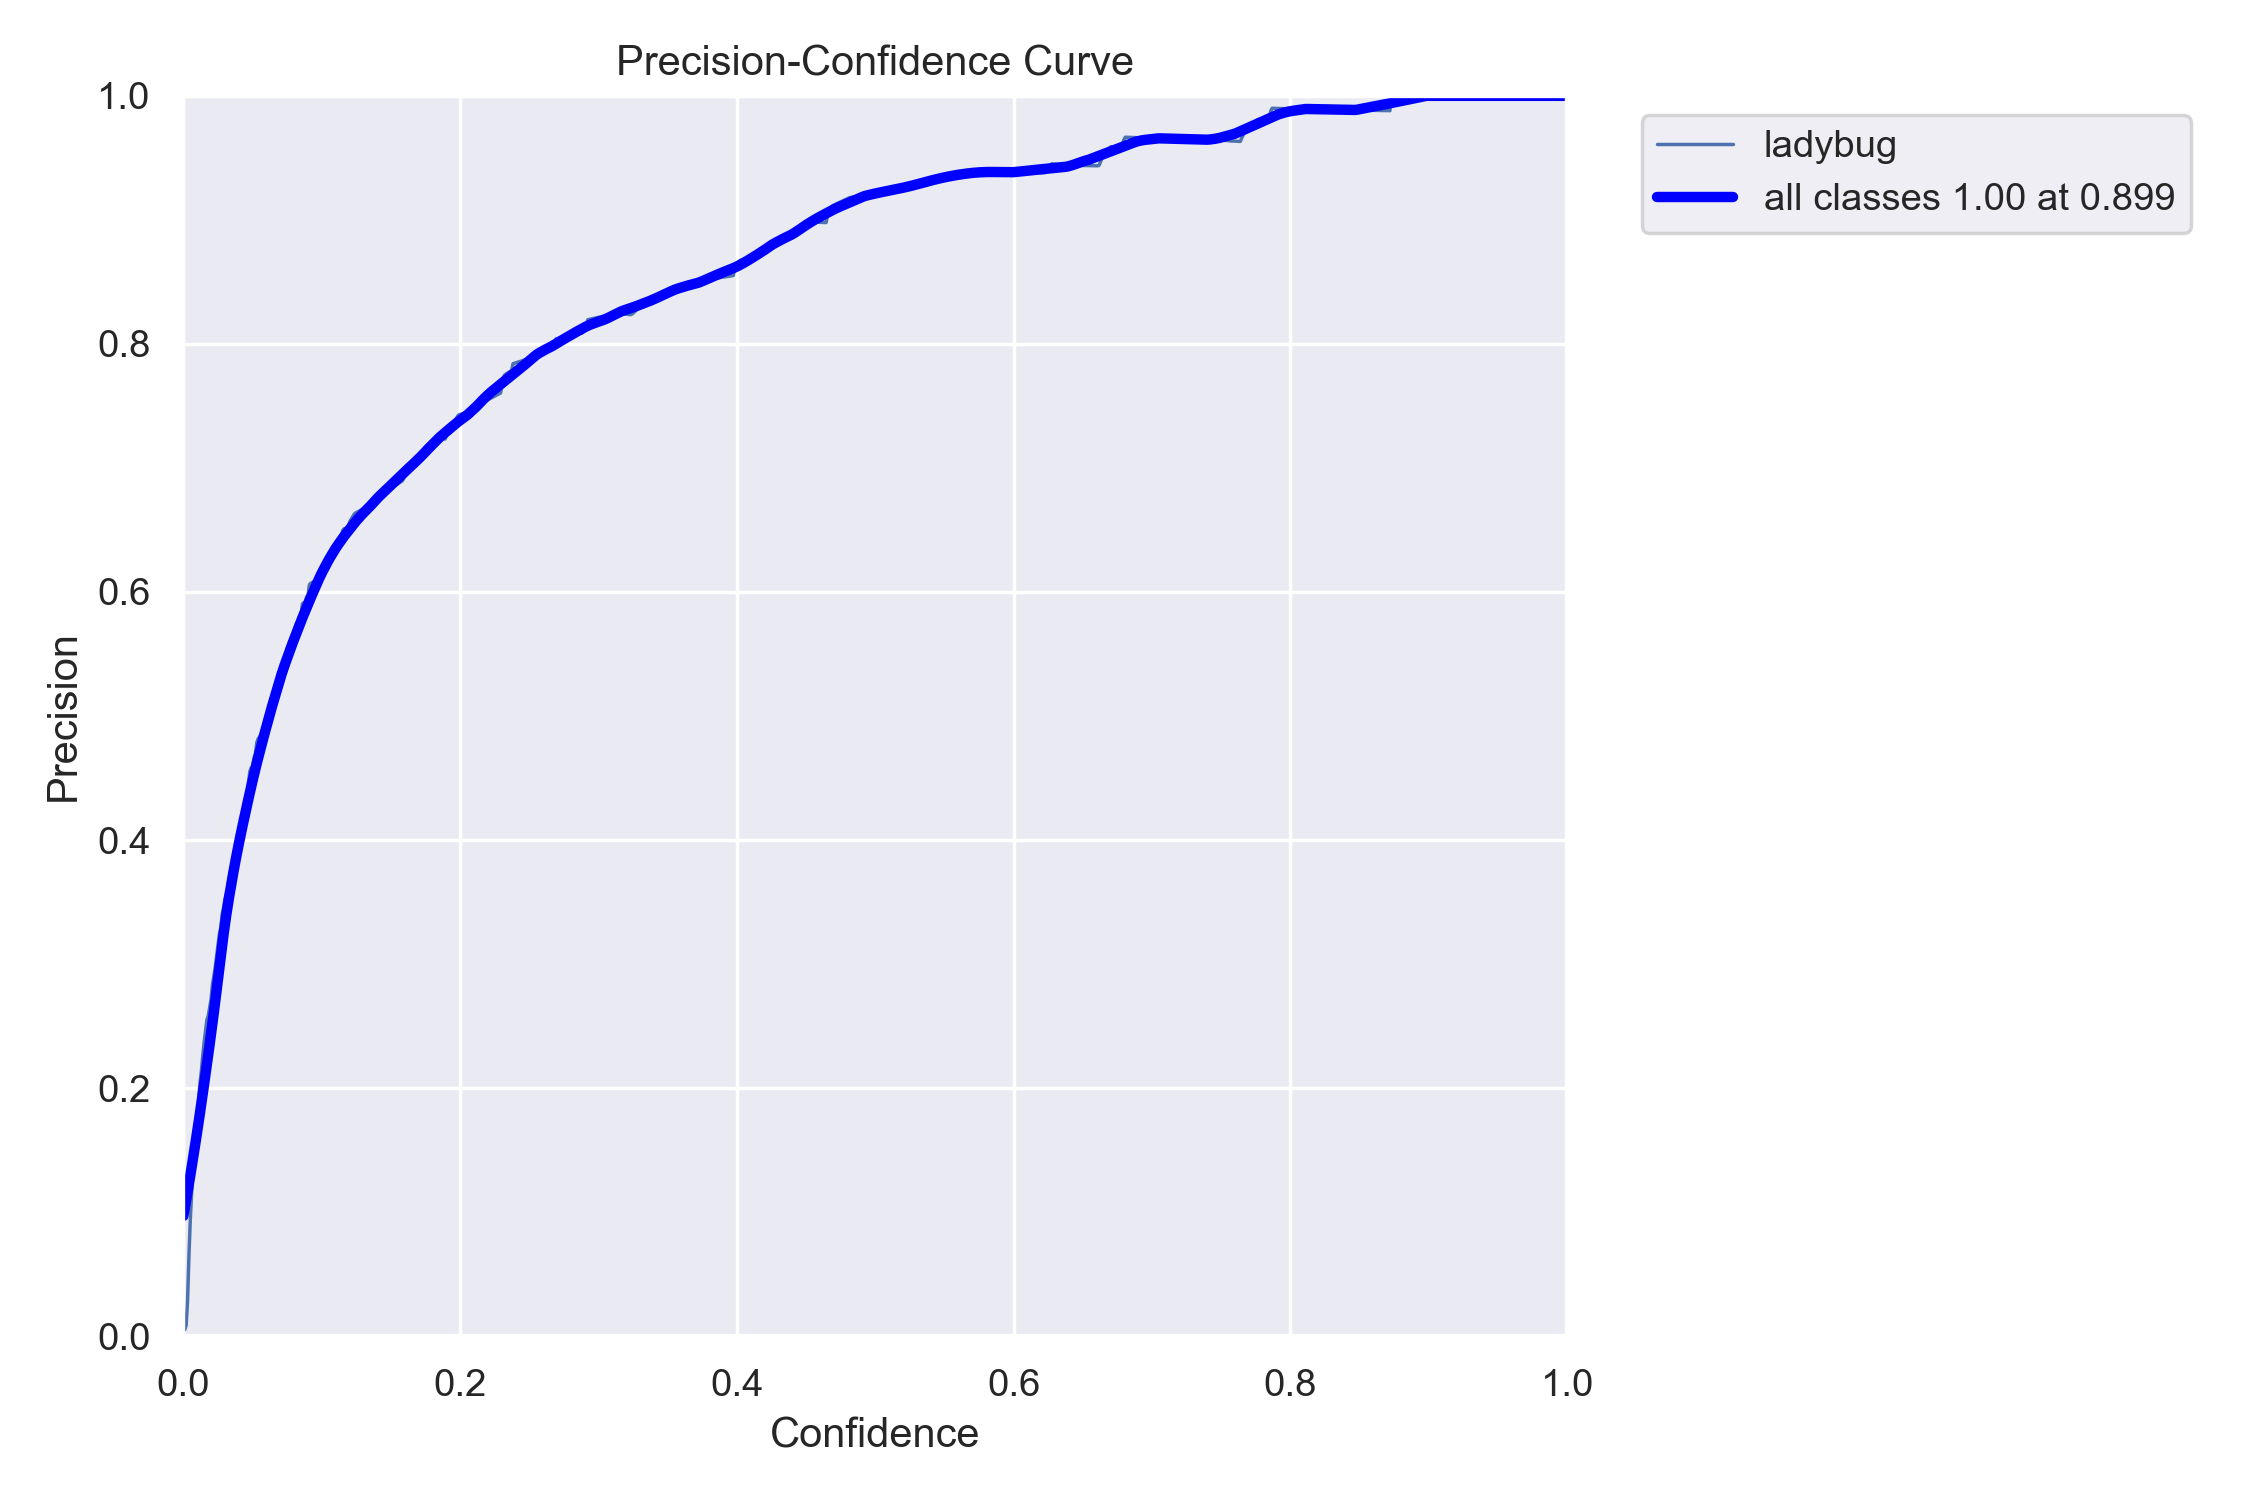 Precision-Confidence Curve
1.0
0.8
0.6
0.4
0.2
0.0
Precision
0.0 0.2 0.4 0.6 0.8 1.0
Confidence
ladybug
all classes 1.00 at 0.899